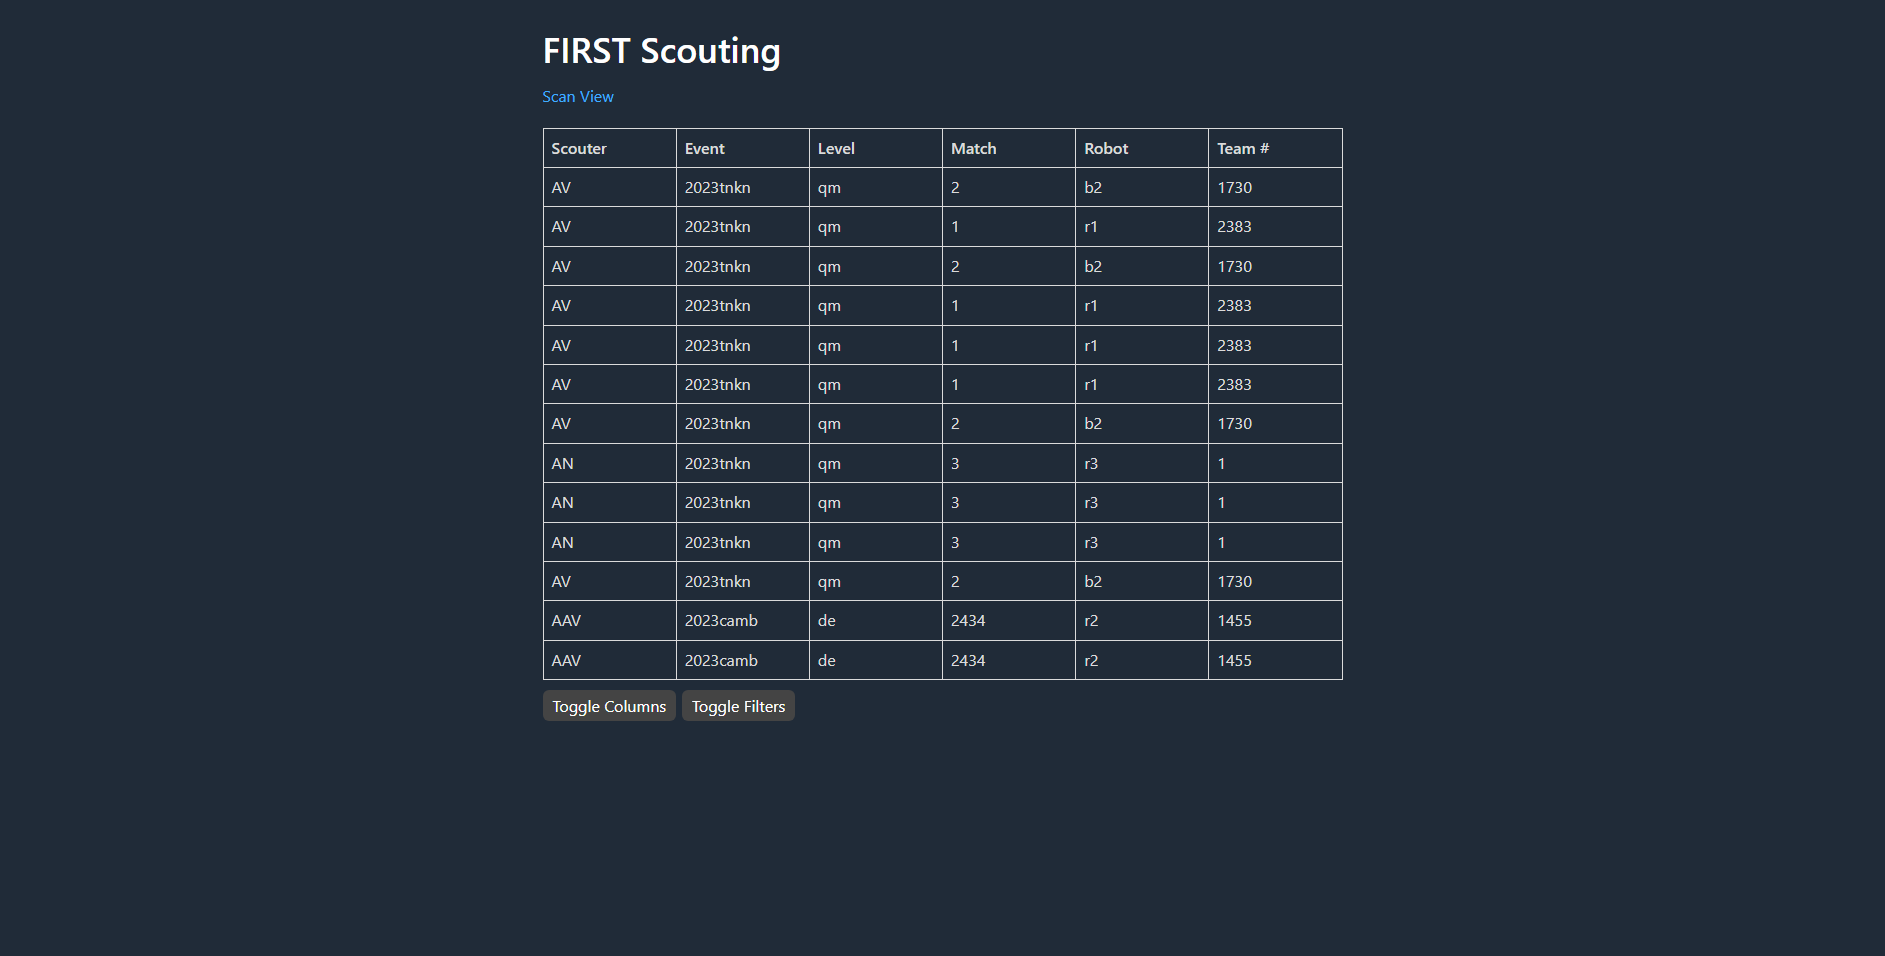 FIRST Scouting
Scan View
Scouter Event Level Match Robot Team #
AV 2023tnkn qm 2 b2 1730
AV 2023tnkn qm 1 r1 2383
AV 2023tnkn qm 2 b2 1730
AV 2023tnkn qm 1 r1 2383
AV 2023tnkn qm 1 r1 2383
AV 2023tnkn qm 1 r1 2383
AV 2023tnkn qm 2 b2 1730
AN 2023tnkn qm 3 r3 1
AN 2023tnkn qm 3 r3 1
AN 2023tnkn qm 3 r3 1
AV 2023tnkn qm 2 b2 1730
AAV 2023camb de 2434 r2 1455
AAV 2023camb de 2434 r2 1455
Toggle Columns Toggle Filters